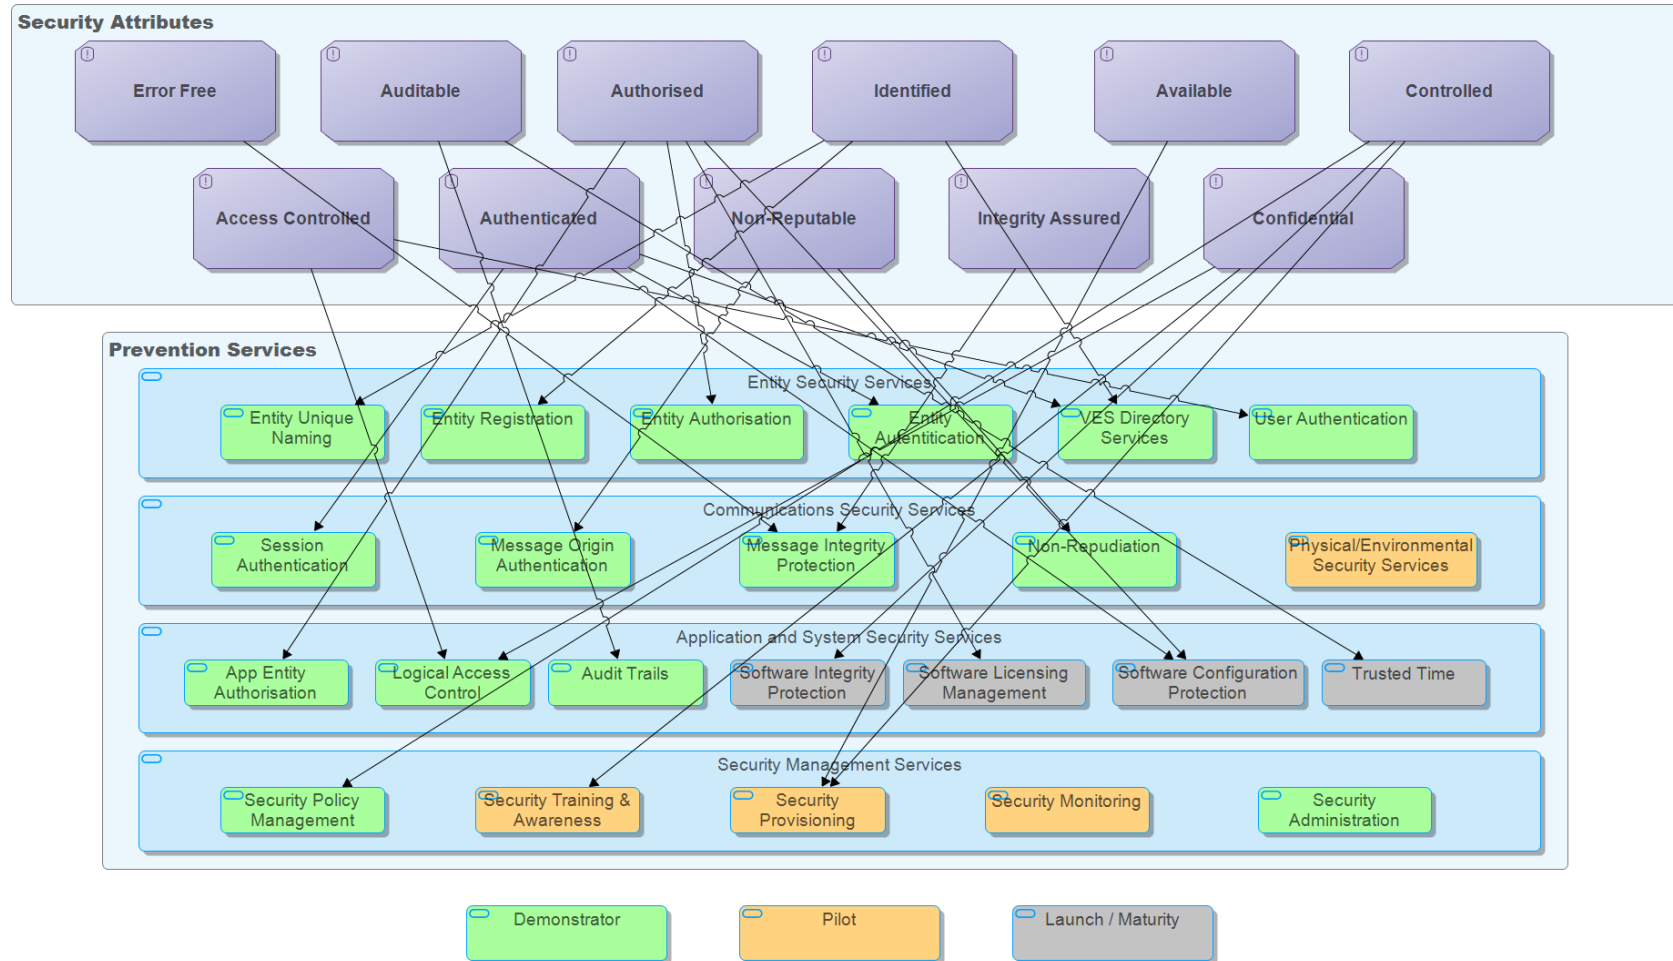 Security Attributes
Error Free
Auditable
Authorised
Identified
Available
Controlled
Access Controlled
Authenticated
Non-Reputable
Integrity Assured
Confidential
Prevention Services
Entity Security Services
Entity Unique
Naming
Entity Registration
Entity Authorisation
Entity
Autentitication
VES Directory
Services
User Authentication
Communications Security Services
Session
Authentication
Message Origin
Authentication
Message Integrity
Protection
Non-Repudiation
Physical/Environmental
Security Services
Application and System Security Services
App Entity
Authorisation
Logical Access
Control
Audit Trails
Software Integrity
Protection
Software Licensing
Management
Software Configuration
Protection
Trusted Time
Security Management Services
Security Policy
Management
Security Training &
Awareness
Security
Provisioning
Security Monitoring
Security
Administration
Demonstrator
Pilot
Launch / Maturity